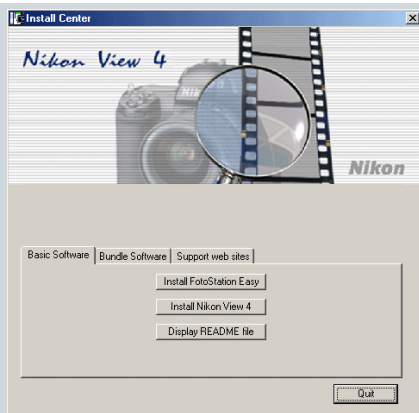 Install Center
Nikon View 4
Nikon
Basic Software
Bundle Software
Support web sites
Install FotoStation Easy
Install Nikon View 4
Display README file
Quit